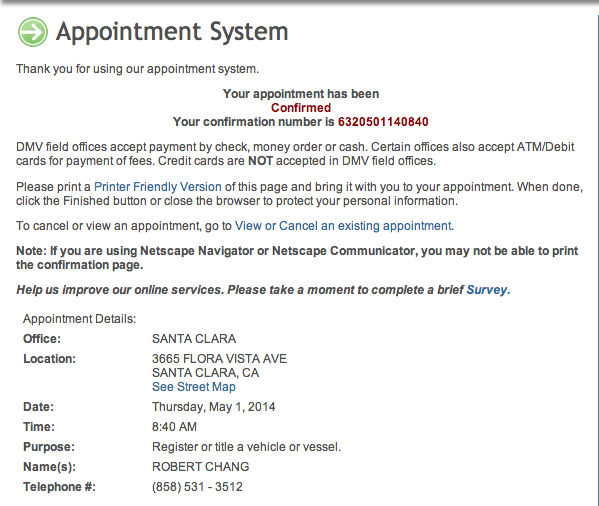 Appointment System
Thank you for using our appointment system.
Your appointment has been
Confirmed
Your confirmation number is 6320501140840
DMV field offices accept payment by check, money order or cash. Certain offices also accept ATM/Debit
cards for payment of fees. Credit cards are NOT accepted in DMV field offices.
Please print a Printer Friendly Version of this page and bring it with you to your appointment. When done,
click the Finished button or close the browser to protect your personal information.
To cancel or view an appointment, go to View or Cancel an existing appointment.
Note: If you are using Netscape Navigator or Netscape Communicator, you may not be able to print
the confirmation page.
Help us improve our online services. Please take a moment to complete a brief Survey.
Appointment Details:
Office: SANTA CLARA
Location: 3665 FLORA VISTA AVE
SANTA CLARA, CA
See Street Map
Date: Thursday, May 1, 2014
Time: 8:40 AM
Purpose: Register or title a vehicle or vessel.
Name(s): ROBERT CHANG
Telephone #: (858) 531 - 3512